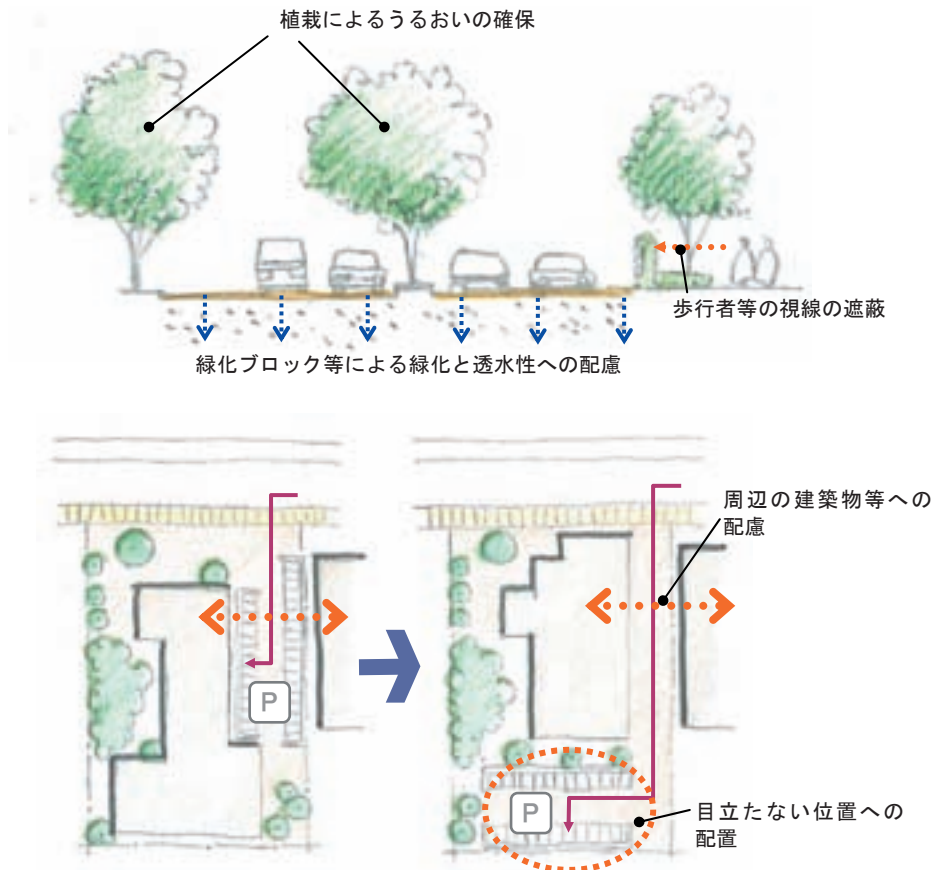 植栽によるうるおいの確保
歩行者等の視線の遮蔽
緑化ブロック等による緑化と透水性への配慮
周辺の建築物等への
配慮
P
P
目立たない位置への
配置